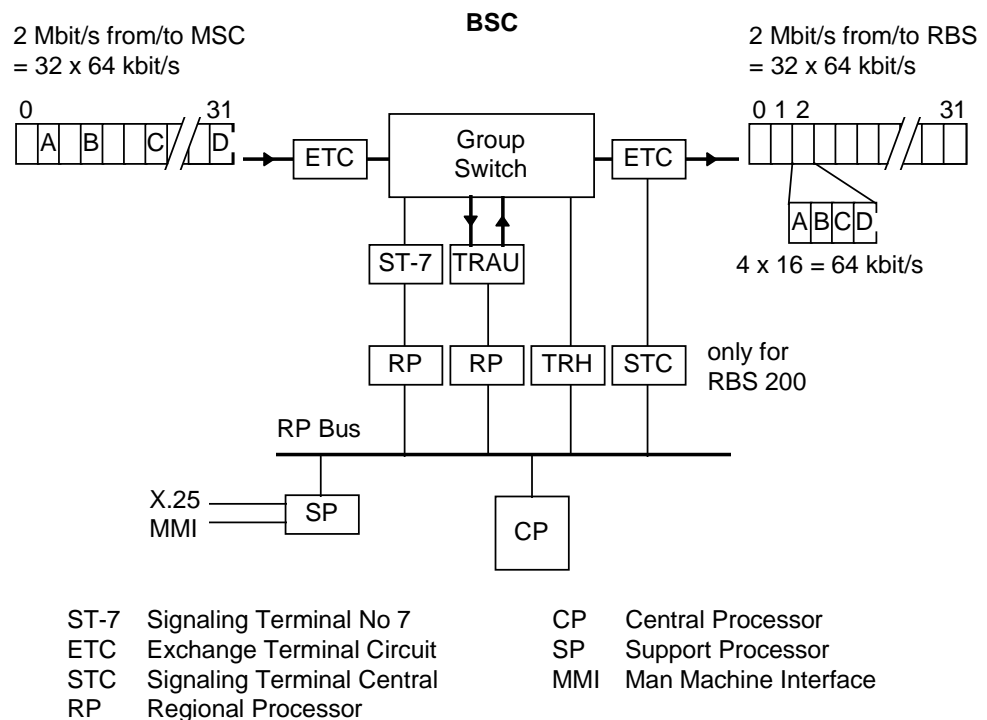 BSC
2 Mbit/s from/to MSC
= 32 x 64 kbit/s
2 Mbit/s from/to RBS
= 32 x 64 kbit/s
0 31
A B C D
0 1 2 31
ETC
Group
Switch
ETC
A B C D
4 x 16 = 64 kbit/s
ST-7
TRAU
RP
RP
TRH
STC
only for
RBS 200
RP Bus
X.25
MMI
SP
CP
ST-7 Signaling Terminal No 7
ETC Exchange Terminal Circuit
STC Signaling Terminal Central
RP Regional Processor
CP Central Processor
SP Support Processor
MMI Man Machine Interface